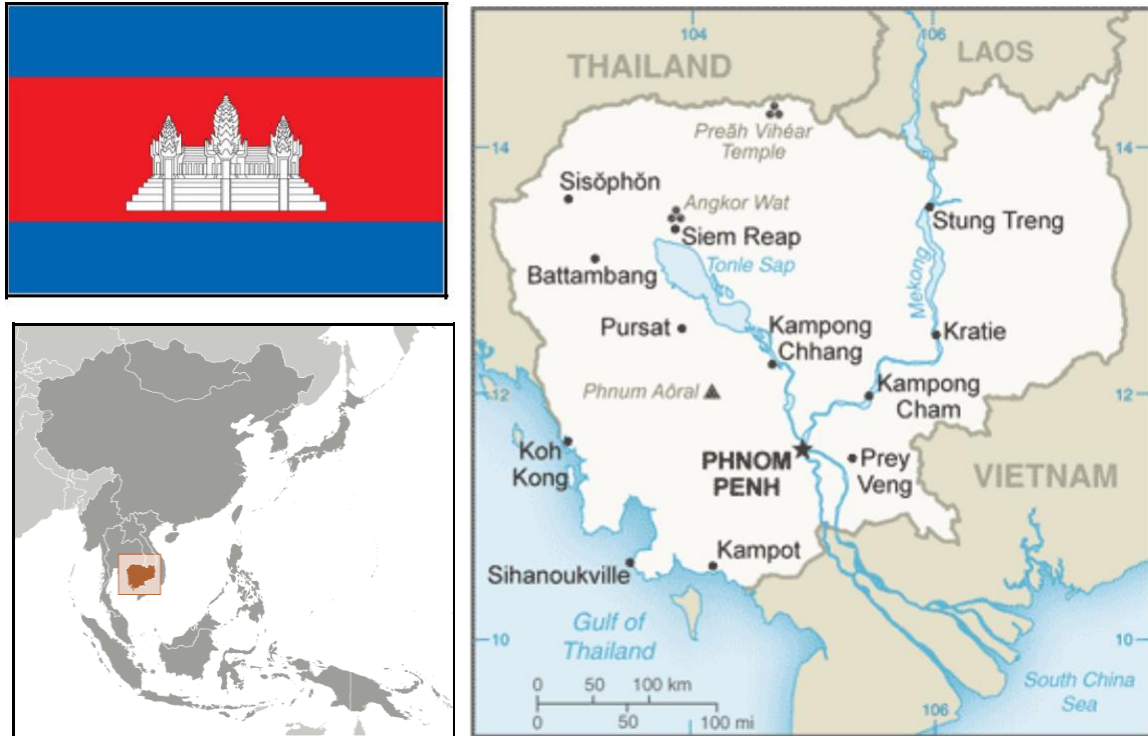 104
106
THAILAND
LAOS
Preăh Vihéar
Temple
14
14
Sisŏphŏn
Angkor Wat
Siem Reap
Stung Treng
Battambang
Tonle Sap
Mekong
Pursat
Kampong
Chhang
Kratie
12
Phnum Aôral
Kampong
Cham
12
Koh
Kong
PHNOM
PENH
Prey
Veng
VIETNAM
Sihanoukville
Kampot
10
Gulf of
Thailand
10
0 50 100 km
0 50 100 mi
South China
Sea
106